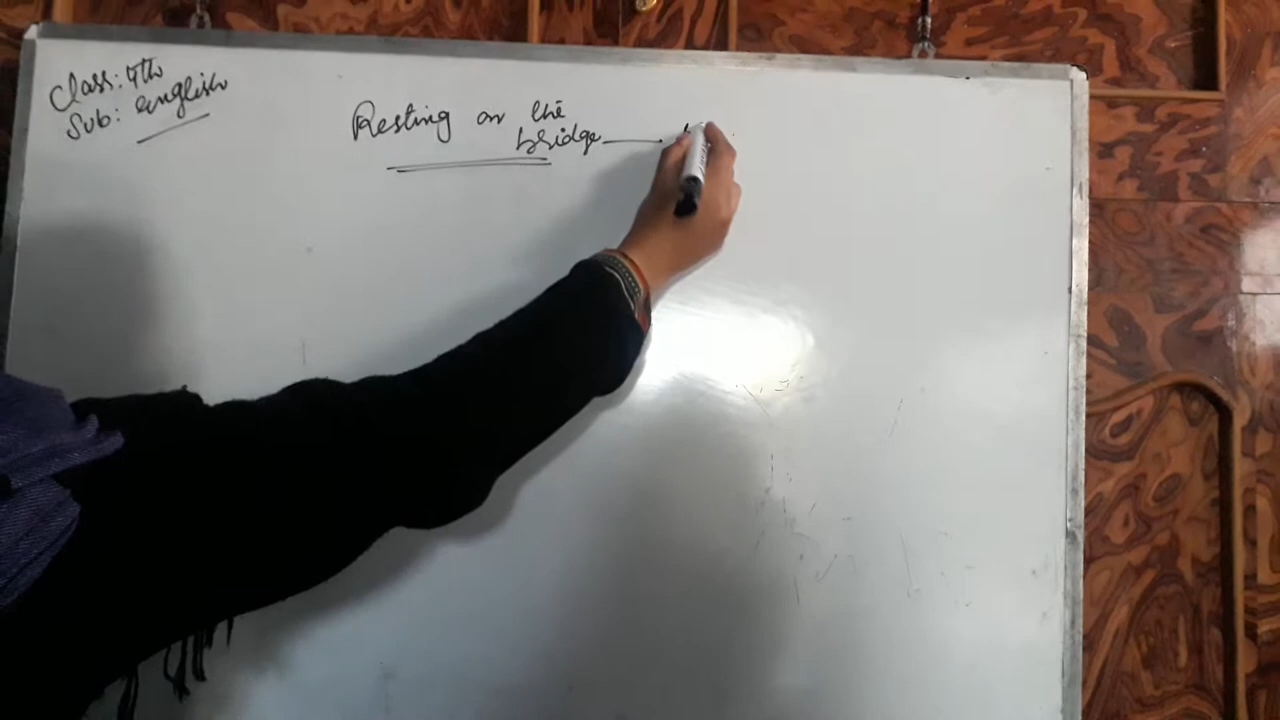 Class: 4th
Sub: english
Resting on the
bridge